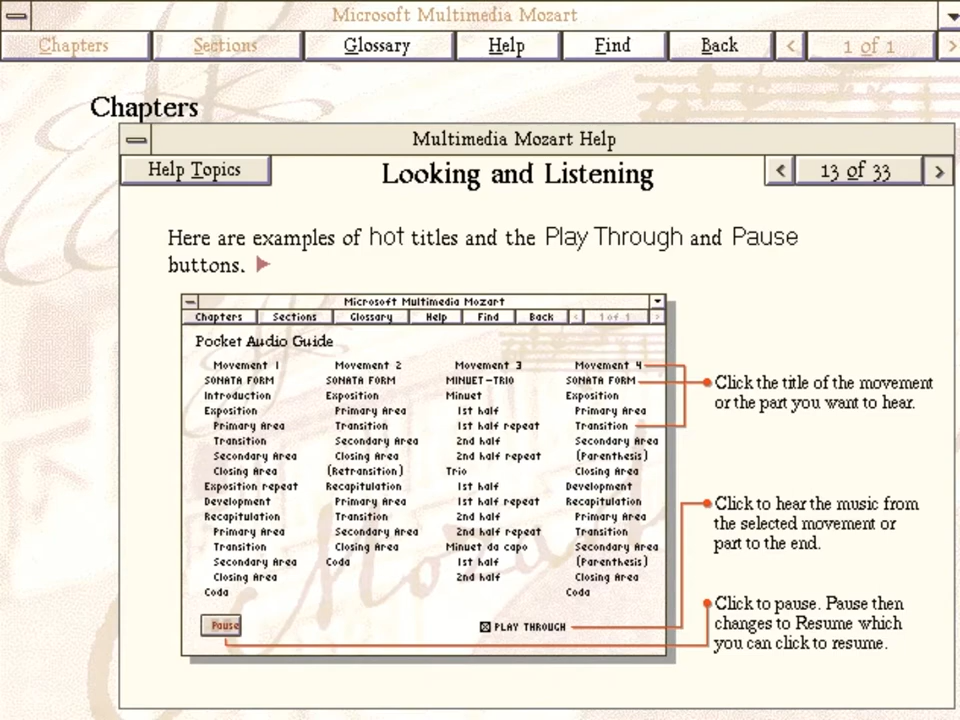 Microsoft Multimedia Mozart
Chapters Sections Glossary Help Find Back < 1 of 1 >
Chapters
Multimedia Mozart Help
Help Topics Looking and Listening < 13 of 33 >
Here are examples of hot titles and the Play Through and Pause
buttons.
Microsoft Multimedia Mozart
Chapters Sections Glossary Help Find Back < 1 of 1 >
Pocket Audio Guide
Movement 1
SONATA FORM
Introduction
Exposition
Primary Area
Transition
Secondary Area
Closing Area
Exposition repeat
Development
Recapitulation
Primary Area
Transition
Secondary Area
Closing Area
Coda
Movement 2
SONATA FORM
Exposition
Primary Area
Transition
Secondary Area
Closing Area
(Retransition)
Recapitulation
Primary Area
Transition
Secondary Area
Closing Area
Coda
Movement 3
MINUET-TRIO
Minuet
1st half
1st half repeat
2nd half
2nd half repeat
Trio
1st half
1st half repeat
2nd half
2nd half repeat
Minuet da capo
1st half
2nd half
Movement 4
SONATA FORM
Exposition
Primary Area
Transition
Secondary Area
(Parenthesis)
Closing Area
Development
Recapitulation
Primary Area
Transition
Secondary Area
(Parenthesis)
Closing Area
Coda
Pause
PLAY THROUGH
Click the title of the movement
or the part you want to hear.
Click to hear the music from
the selected movement or
part to the end.
Click to pause. Pause then
changes to Resume which
you can click to resume.